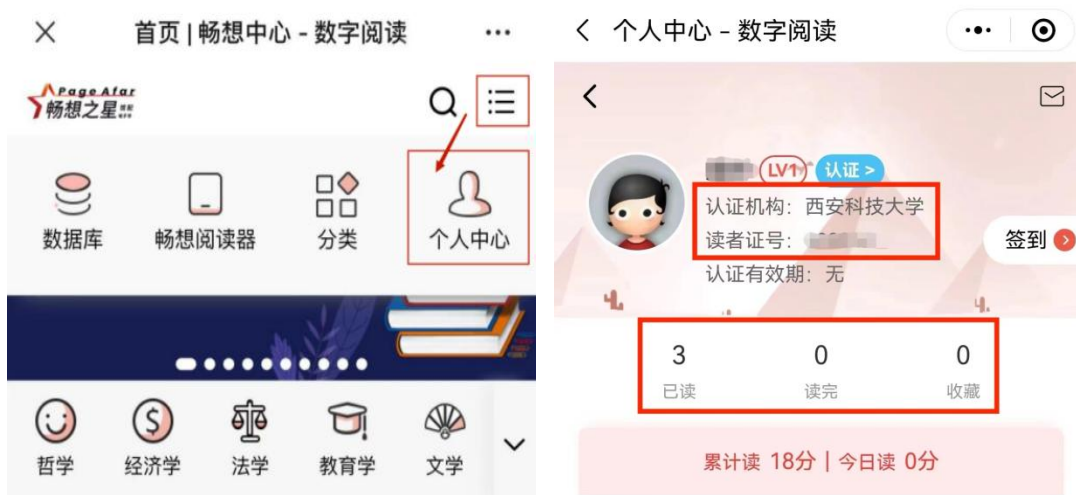 首页 | 畅想中心 - 数字阅读
Page Afar
畅想之星
数据库
畅想阅读器
分类
个人中心
哲学
经济学
法学
教育学
文学
个人中心 – 数字阅读
LV1
认证 >
认证机构：西安科技大学
读者证号：
认证有效期：无
签到
3
0
0
已读
读完
收藏
累计读 18分 | 今日读 0分